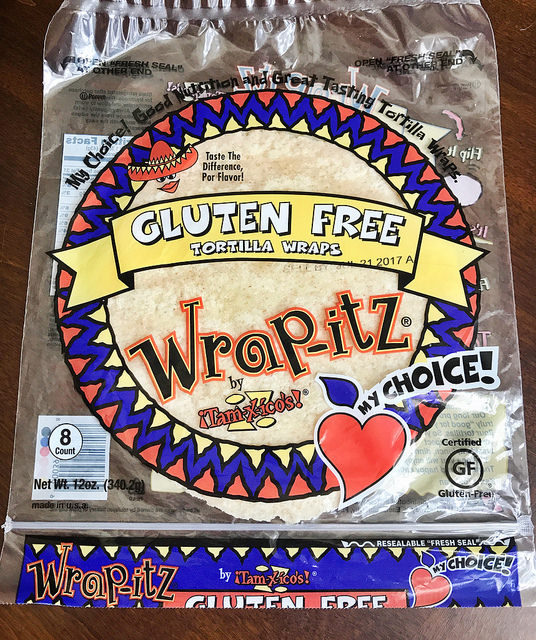 OPEN "FRESH SEAL"
AT OTHER END
OPEN "FRESH SEAL"
AT OTHER END
My Choice! Good Nutrition and Great Tasting Tortilla Wraps.
Taste The
Difference,
Por Flavor!
GLUTEN FREE
TORTILLA WRAPS
21 2017 A
Wrap-itz®
by
¡Tam-x-ico's!®
MY CHOICE!
8
Count
Certified
GF
Gluten-Free
Net Wt. 12oz. (340.2g)
made in u.s.a.
RESEALABLE "FRESH SEAL"
Wrap-itz by ¡Tam-x-ico's!® MY CHOICE!
GLUTEN FREE